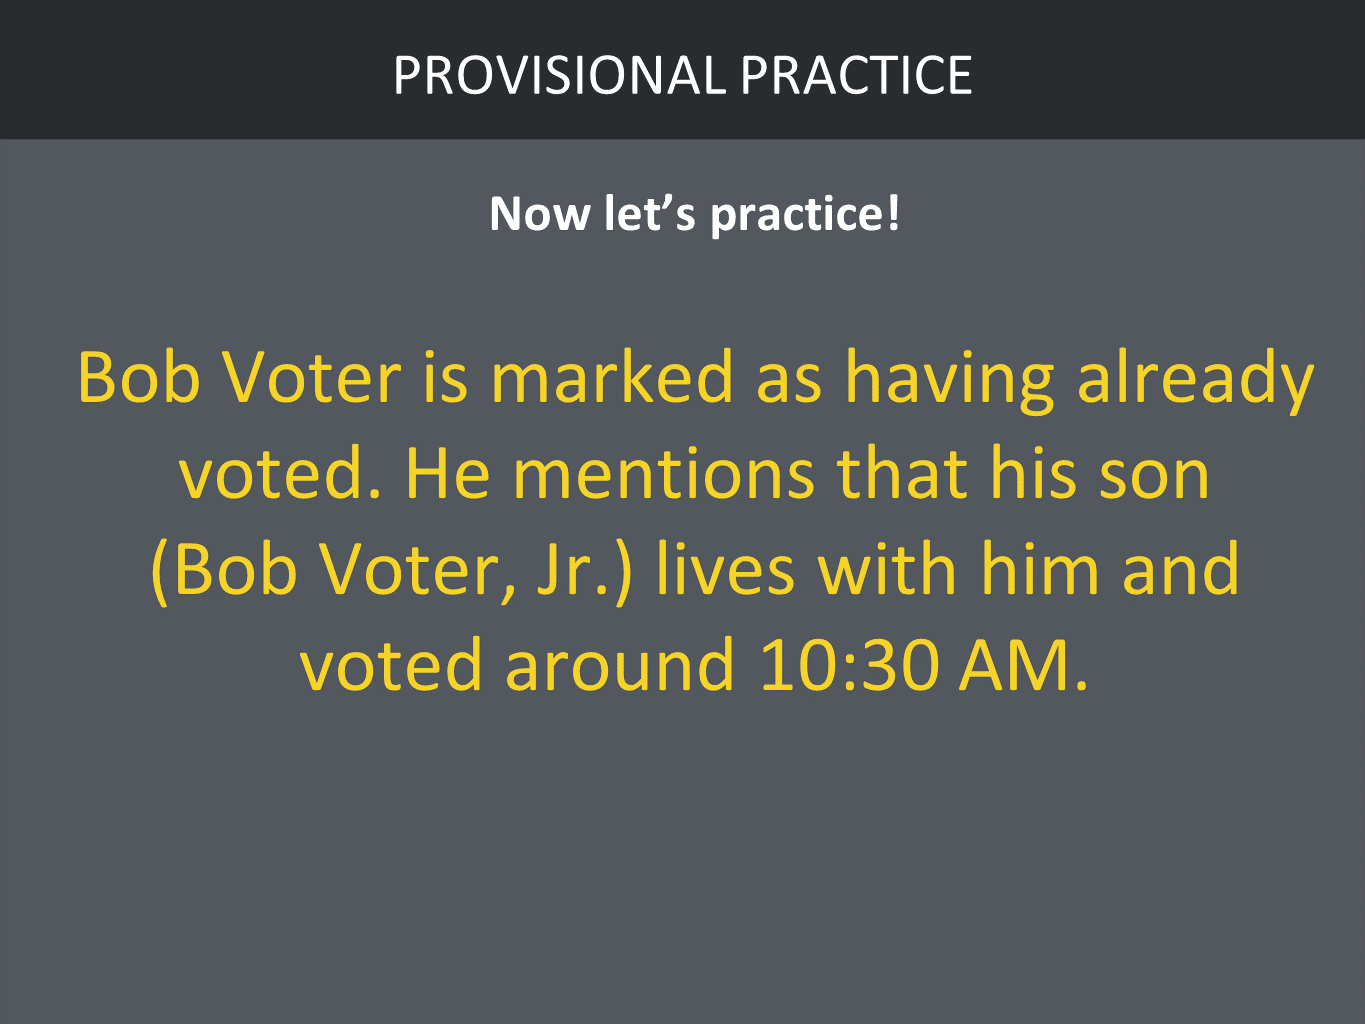 PROVISIONAL PRACTICE
Now let’s practice!
Bob Voter is marked as having already
voted. He mentions that his son
(Bob Voter, Jr.) lives with him and
voted around 10:30 AM.